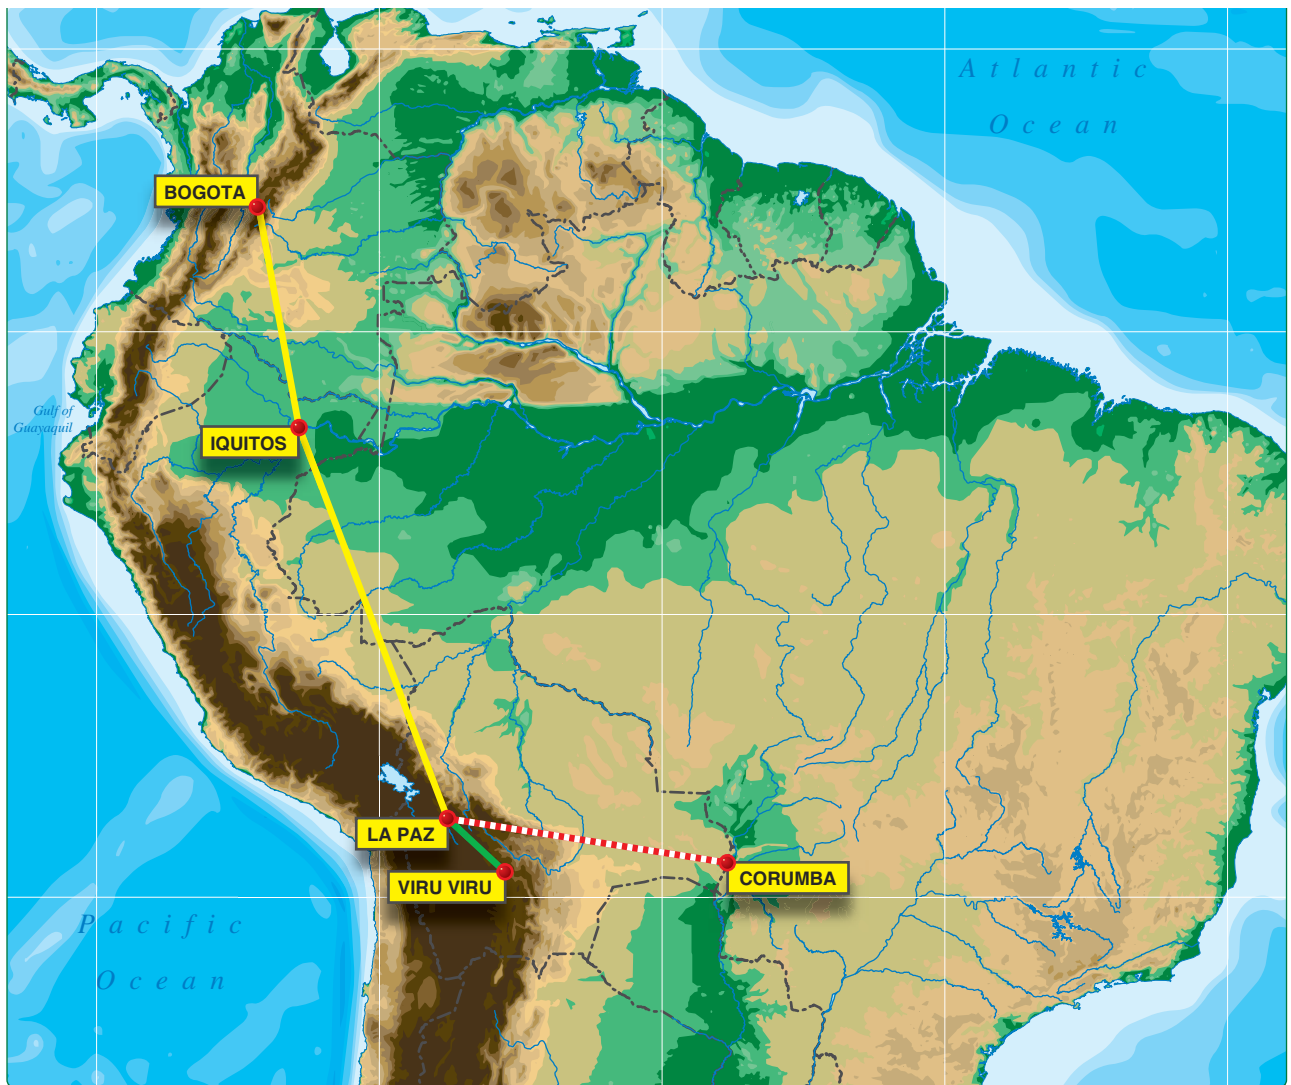 Atlantic
Ocean
BOGOTA
Gulf of
Guayaquil
IQUITOS
LA PAZ
VIRU VIRU
CORUMBA
Pacific
Ocean